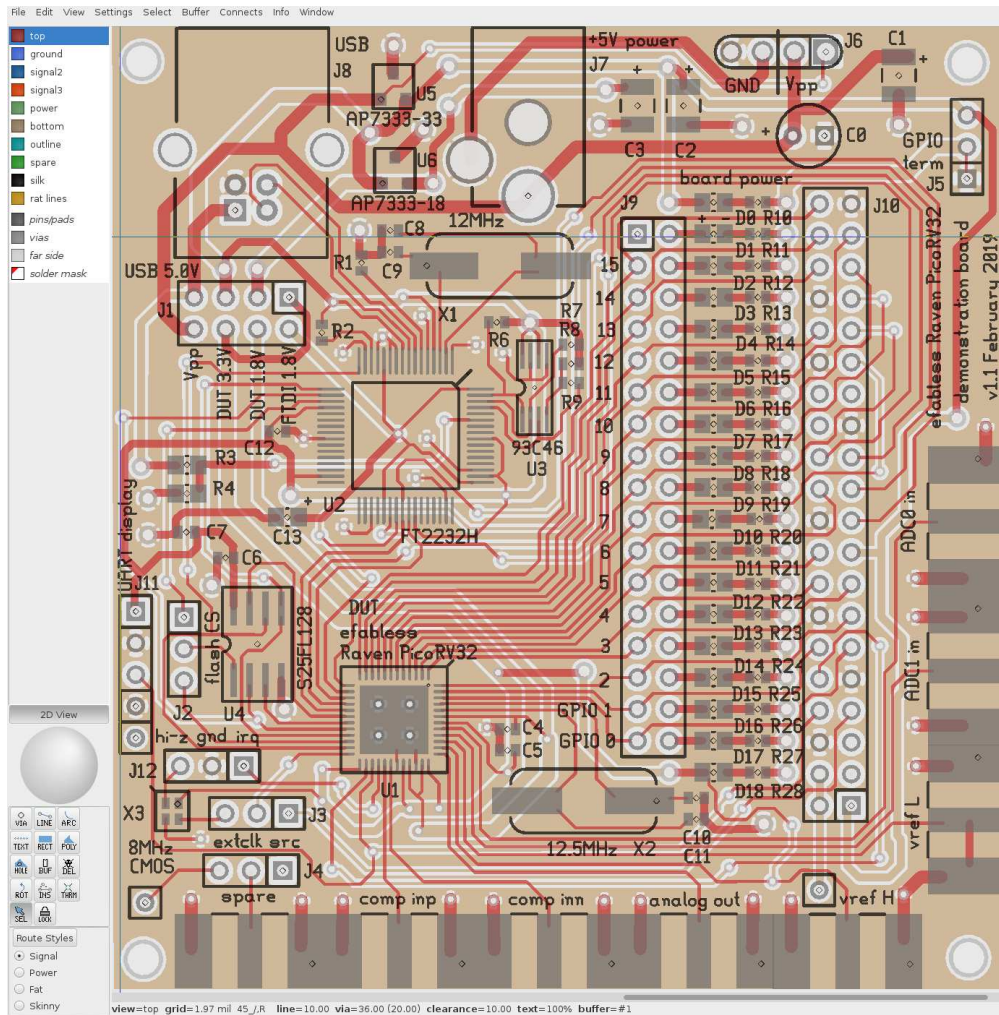 File Edit View Settings Select Buffer Connects Info Window
top
ground
signal2
signal3
power
bottom
outline
spare
silk
rat lines
pins/pads
vias
far side
solder mask
2D View
VIA LINE ARC
TEXT RECT POLY
HOLE BUF DEL
ROT INS THRM
SEL LOCK
Route Styles
Signal
Power
Fat
Skinny
USB
J8
U5
AP7333-33
U6
AP7333-18
+5V power
J7
J6
GND
Vpp
C1
+
+
+
C3
C2
+
C0
GPIO
term
J5
board power
12MHz
J9
J10
C8
R1
C9
X1
USB 5.0V
J1
R2
Vpp
DUT 3.3V
DUT 1.8V
FTDI 1.8V
R6
R7
R8
R9
93C46
U3
C12
R3
R4
U2
+
C13
FT2232H
C7
C6
UART display
J11
flash CS
J2
U4
S25FL128
DUT
efabless
Raven PicoRV32
U1
C4
C5
hi-z gnd irq
J12
X3
8MHz
CMOS
J3
extclk src
J4
spare
comp inp
comp inn
analog out
vref H
12.5MHz X2
C10
C11
+ -
15
14
13
12
11
10
9
8
7
6
5
4
3
2
GPIO 1
GPIO 0
D0 R10
D1 R11
D2 R12
D3 R13
D4 R14
D5 R15
D6 R16
D7 R17
D8 R18
D9 R19
D10 R20
D11 R21
D12 R22
D13 R23
D14 R24
D15 R25
D16 R26
D17 R27
D18 R28
efabless Raven PicoRV32
demonstration board
v1.1 February 2019
ADC0 in
ADC1 in
vref L
view=top grid=1.97 mil 45_/,R line=10.00 via=36.00 (20.00) clearance=10.00 text=100% buffer=#1